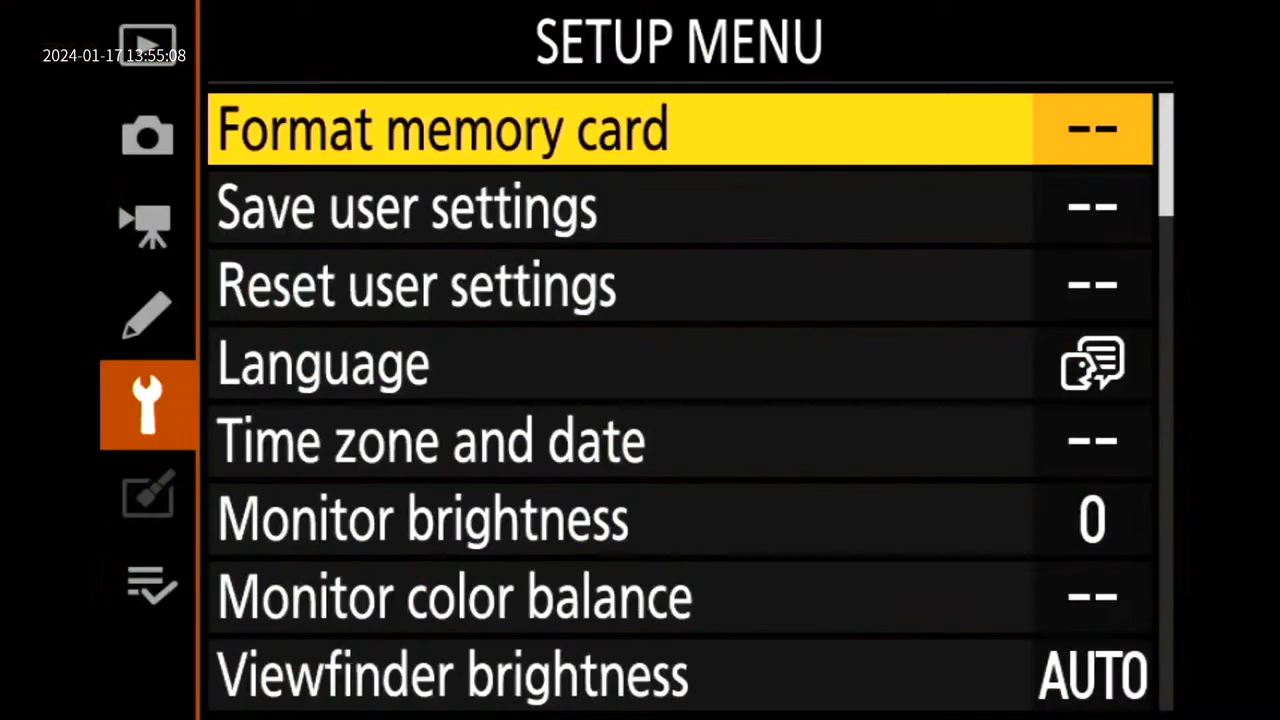 SETUP MENU
2024-01-17 13:55:08
Format memory card --
Save user settings --
Reset user settings --
Language
Time zone and date --
Monitor brightness 0
Monitor color balance --
Viewfinder brightness AUTO